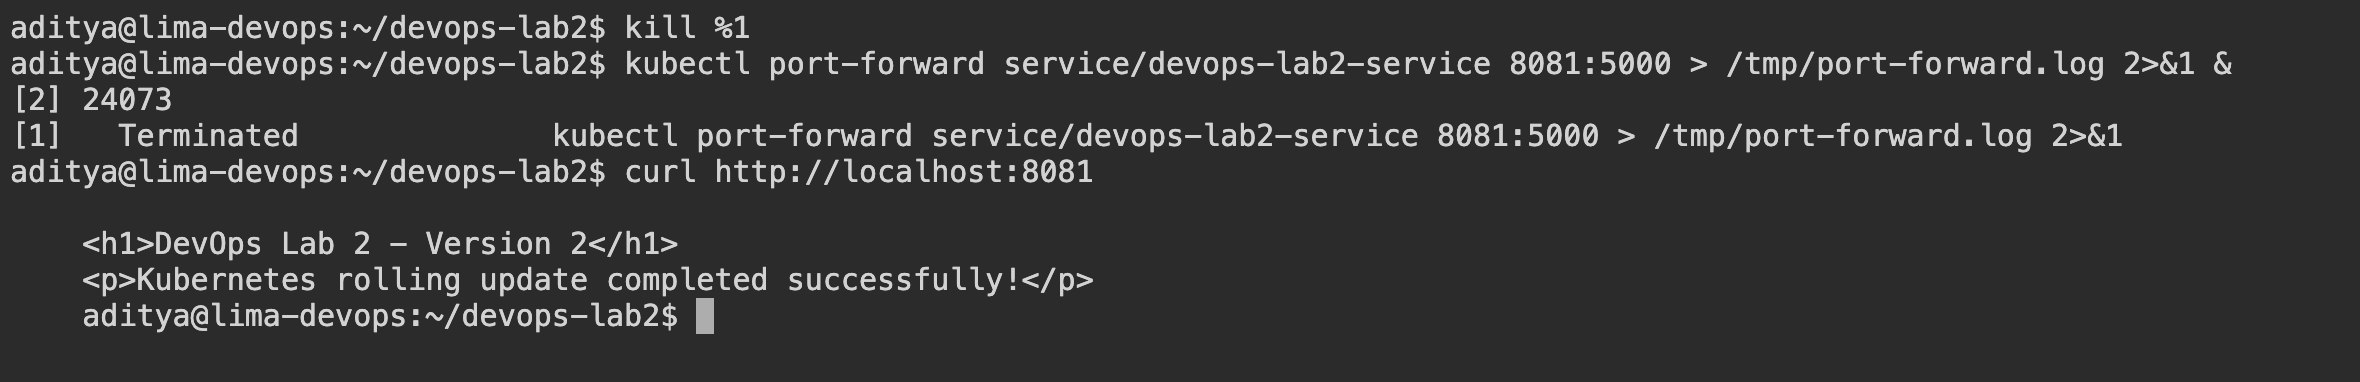 aditya@lima-devops:~/devops-lab2$ kill %1
aditya@lima-devops:~/devops-lab2$ kubectl port-forward service/devops-lab2-service 8081:5000 > /tmp/port-forward.log 2>&1 &
[2] 24073
[1]   Terminated              kubectl port-forward service/devops-lab2-service 8081:5000 > /tmp/port-forward.log 2>&1
aditya@lima-devops:~/devops-lab2$ curl http://localhost:8081

    <h1>DevOps Lab 2 - Version 2</h1>
    <p>Kubernetes rolling update completed successfully!</p>
    aditya@lima-devops:~/devops-lab2$